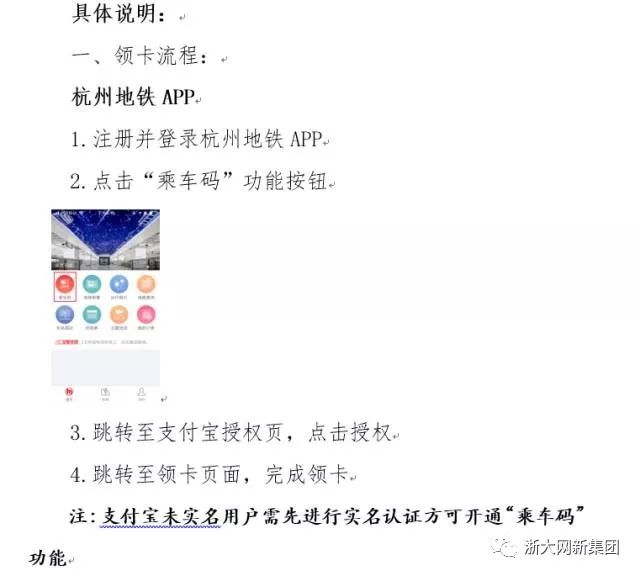 具体说明：
一、领卡流程：
杭州地铁 APP
1.注册并登录杭州地铁 APP
2.点击“乘车码”功能按钮
3.跳转至支付宝授权页，点击授权
4.跳转至领卡页面，完成领卡
注：支付宝未实名用户需先进行实名认证方可开通“乘车码”
功能
浙大网新集团